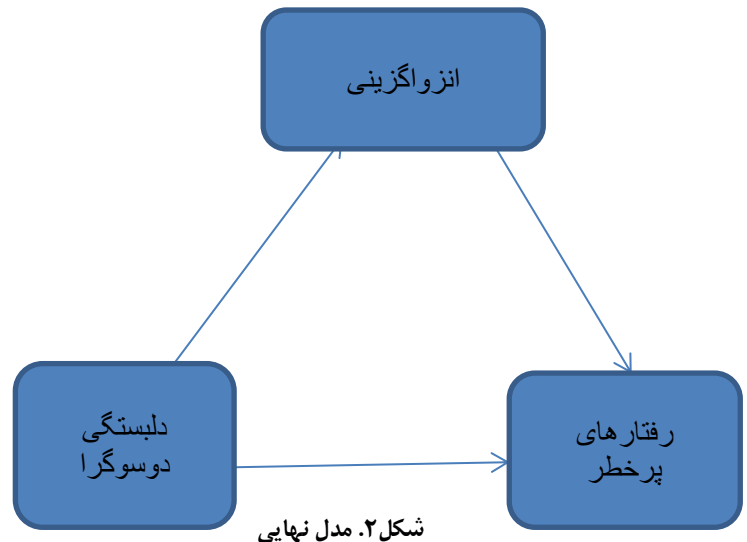 انزواگزینی
دلبستگی
دوسوگرا
رفتارهای
پرخطر
شکل۲. مدل نهایی